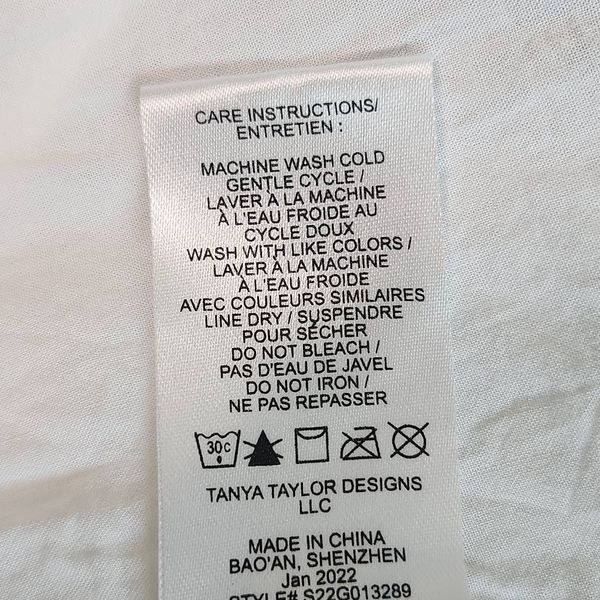 CARE INSTRUCTIONS/
ENTRETIEN :
MACHINE WASH COLD
GENTLE CYCLE /
LAVER À LA MACHINE
À L'EAU FROIDE AU
CYCLE DOUX
WASH WITH LIKE COLORS /
LAVER À LA MACHINE
À L'EAU FROIDE
AVEC COULEURS SIMILAIRES
LINE DRY / SUSPENDRE
POUR SÉCHER
DO NOT BLEACH /
PAS D'EAU DE JAVEL
DO NOT IRON /
NE PAS REPASSER
30C
TANYA TAYLOR DESIGNS
LLC
MADE IN CHINA
BAO'AN, SHENZHEN
Jan 2022
STYLE# S22G013289